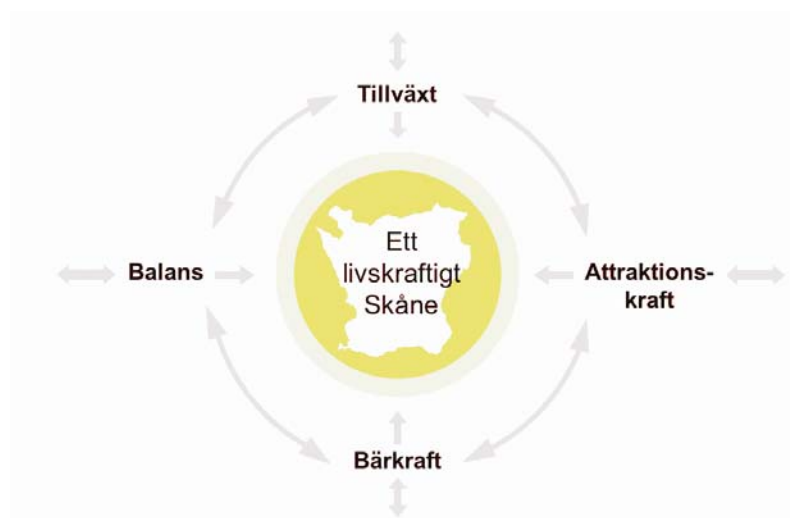 Tillväxt
Balans
Ett
livskraftigt
Skåne
Attraktions-
kraft
Bärkraft